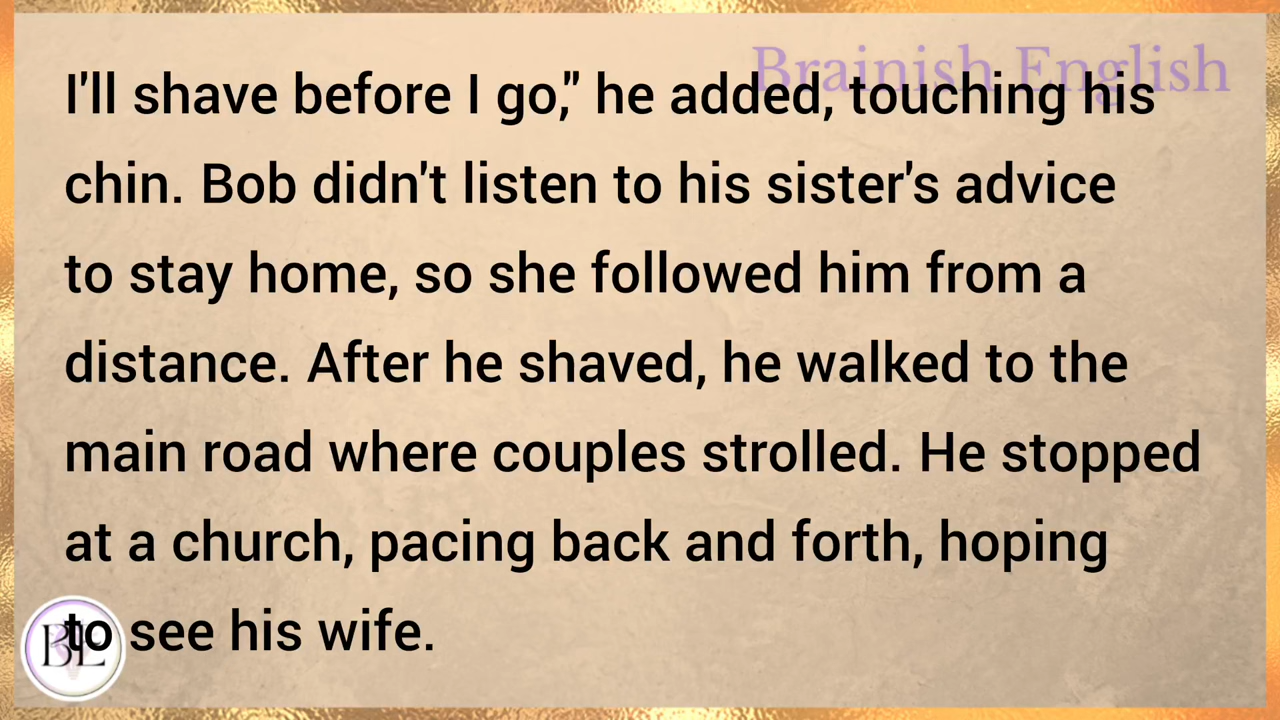 Brainish English
I'll shave before I go,” he added, touching his
chin. Bob didn't listen to his sister's advice
to stay home, so she followed him from a
distance. After he shaved, he walked to the
main road where couples strolled. He stopped
at a church, pacing back and forth, hoping
to see his wife.